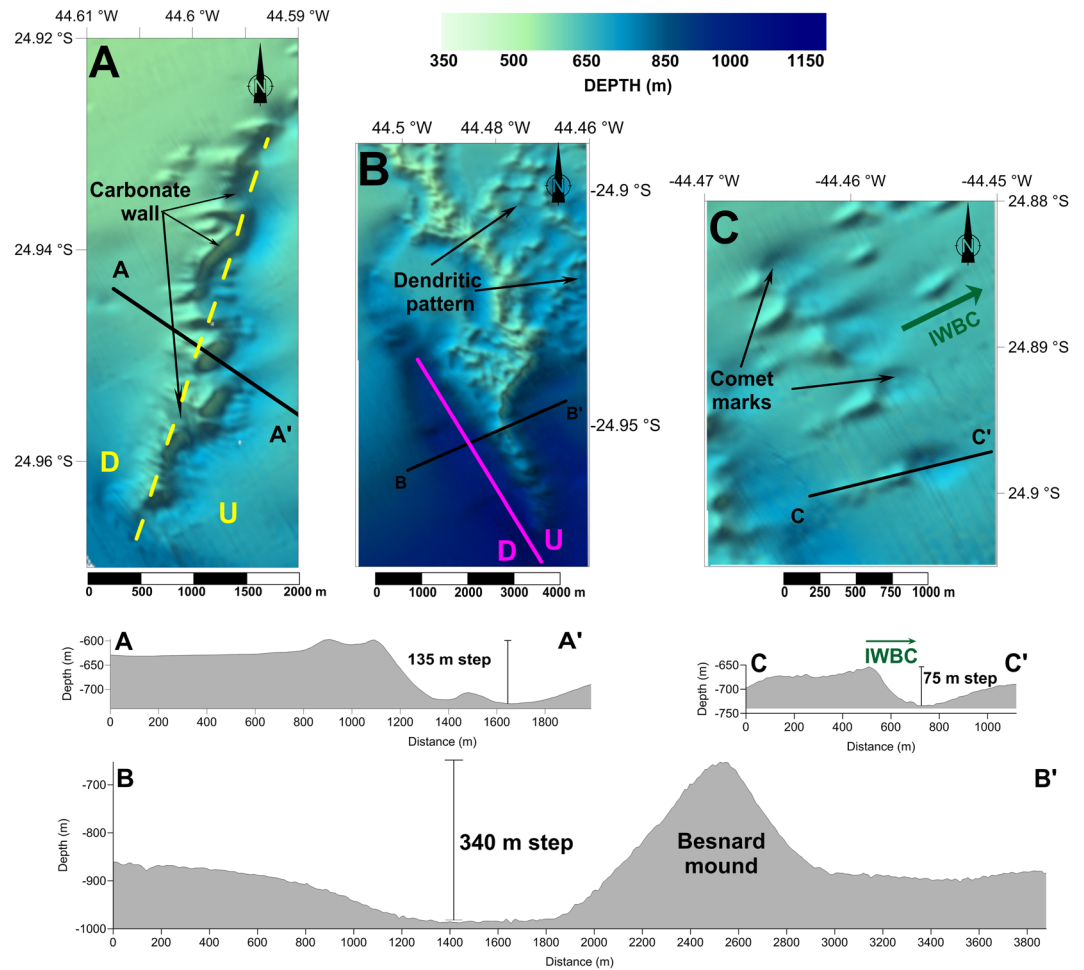 44.61 °W 44.6 °W 44.59 °W
24.92 °S
24.94 °S
24.96 °S
A
N
Carbonate
wall
A
A'
D
U
0 500 1000 1500 2000 m
350 500 650 850 1000 1150
DEPTH (m)
44.5 °W 44.48 °W 44.46 °W
B
N
24.9 °S
24.95 °S
Dendritic
pattern
B
B'
D U
0 1000 2000 3000 4000 m
-44.47 °W -44.46 °W -44.45 °W
24.88 °S
24.89 °S
24.9 °S
C
N
IWBC
Comet
marks
C
C'
0 250 500 750 1000 m
A A'
Depth (m)
-600
-650
-700
135 m step
0 200 400 600 800 1000 1200 1400 1600 1800
Distance (m)
C C'
IWBC
Depth (m)
-650
-700
-750
75 m step
0 200 400 600 800 1000
Distance (m)
B B'
Depth (m)
-700
-800
-900
-1000
340 m step
Besnard
mound
0 200 400 600 800 1000 1200 1400 1600 1800 2000 2200 2400 2600 2800 3000 3200 3400 3600 3800
Distance (m)